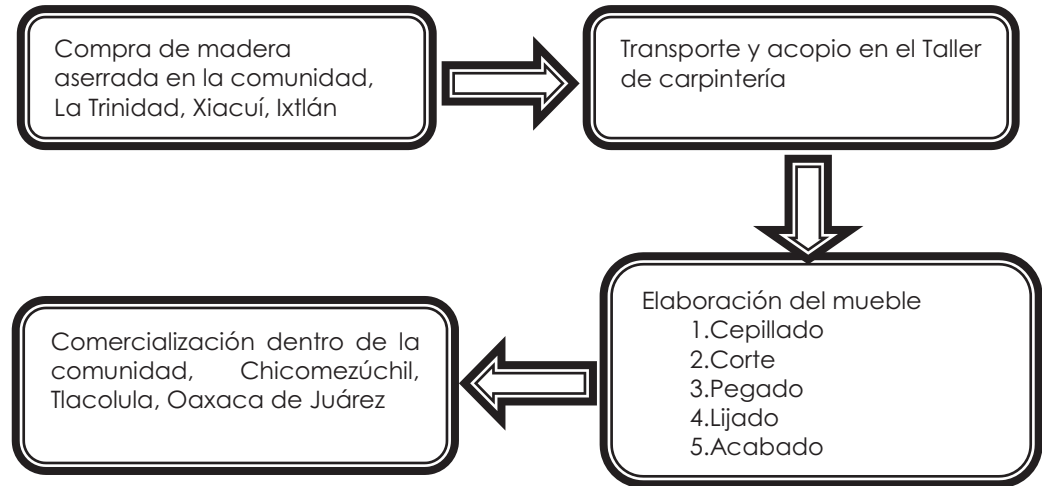 Compra de madera
aserrada en la comunidad,
La Trinidad, Xiacuí, Ixtlán
Transporte y acopio en el Taller
de carpintería
Elaboración del mueble
1.Cepillado
2.Corte
3.Pegado
4.Lijado
5.Acabado
Comercialización dentro de la
comunidad, Chicomezúchil,
Tlacolula, Oaxaca de Juárez